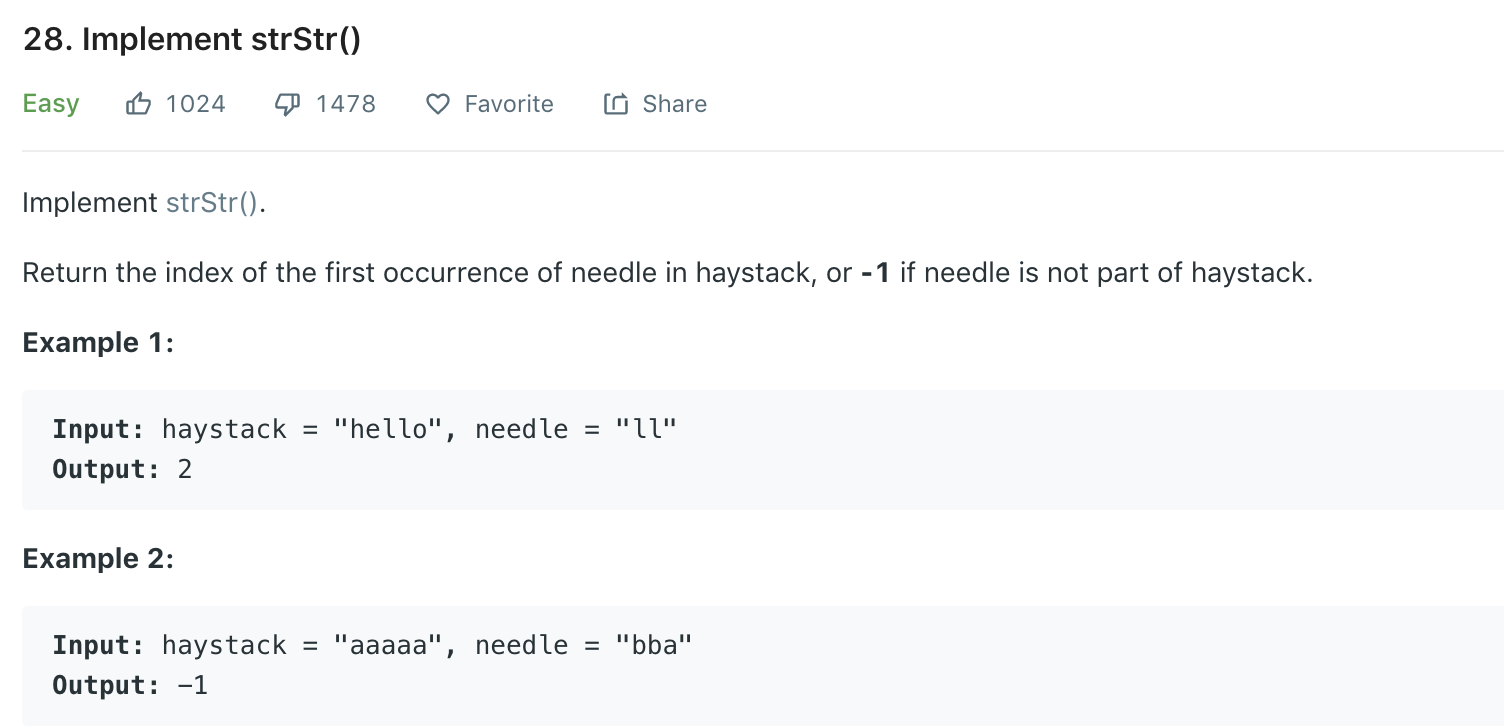 28. Implement strStr()
Easy 1024 1478 Favorite Share
Implement strStr().
Return the index of the first occurrence of needle in haystack, or -1 if needle is not part of haystack.
Example 1:
Input: haystack = "hello", needle = "ll"
Output: 2
Example 2:
Input: haystack = "aaaaa", needle = "bba"
Output: -1